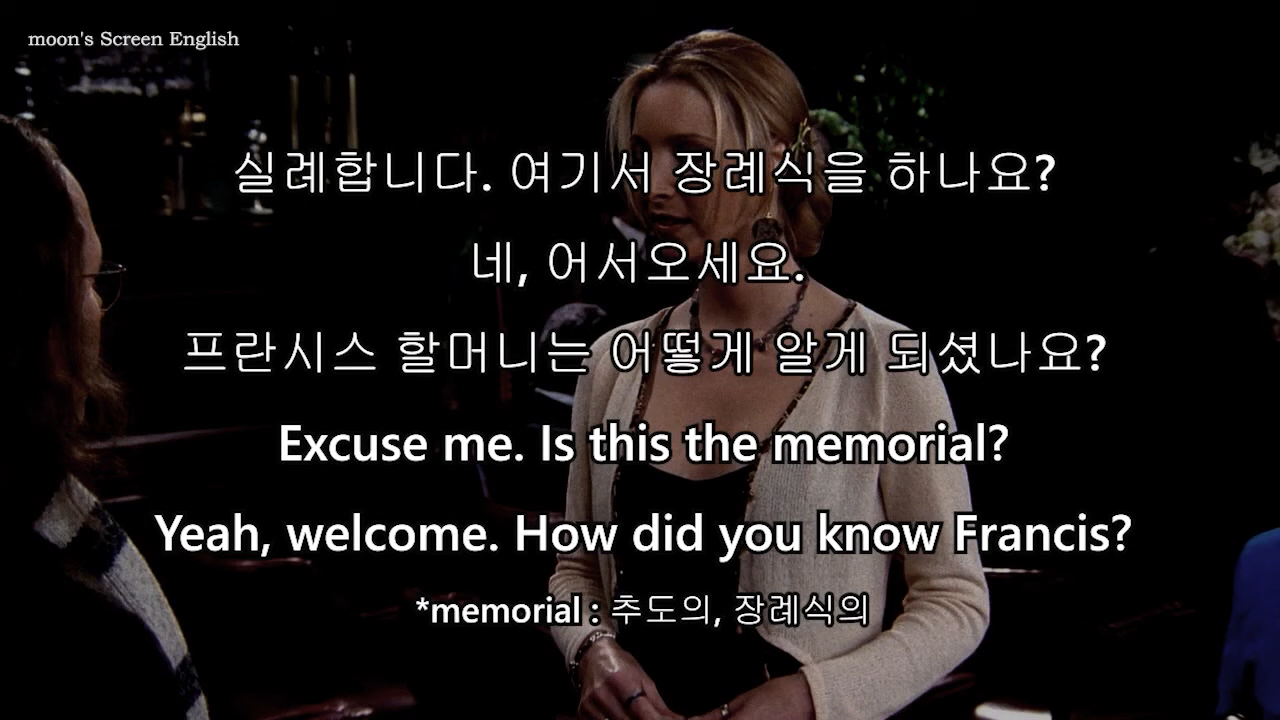 moon's Screen English
실례합니다. 여기서 장례식을 하나요?
네, 어서오세요.
프란시스 할머니는 어떻게 알게 되셨나요?
Excuse me. Is this the memorial?
Yeah, welcome. How did you know Francis?
*memorial : 추도의, 장례식의